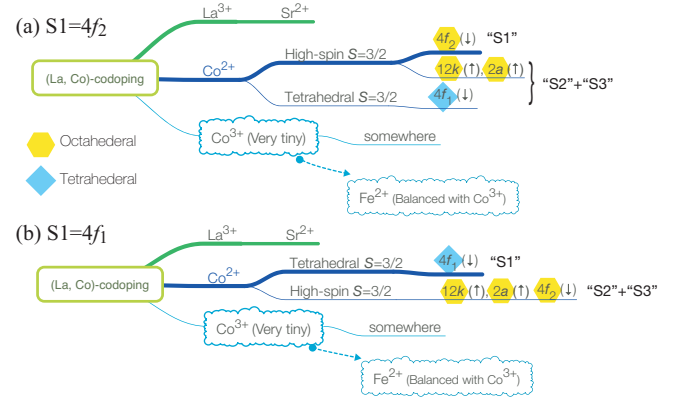 (a) S1=4f₂
La³⁺ Sr²⁺
High-spin S=3/2 4f₂ (↓) “S1”
12k (↑), 2a (↑)
(La, Co)-codoping Co²⁺ “S2”+“S3”
Tetrahedral S=3/2 4f₁ (↓)
Co³⁺ (Very tiny) somewhere
Octahederal
Tetrahederal
Fe²⁺ (Balanced with Co³⁺)
(b) S1=4f₁
La³⁺ Sr²⁺
Tetrahedral S=3/2 4f₁ (↓) “S1”
(La, Co)-codoping Co²⁺
High-spin S=3/2 12k (↑), 2a (↑) 4f₂ (↓) “S2”+“S3”
Co³⁺ (Very tiny) somewhere
Fe²⁺ (Balanced with Co³⁺)